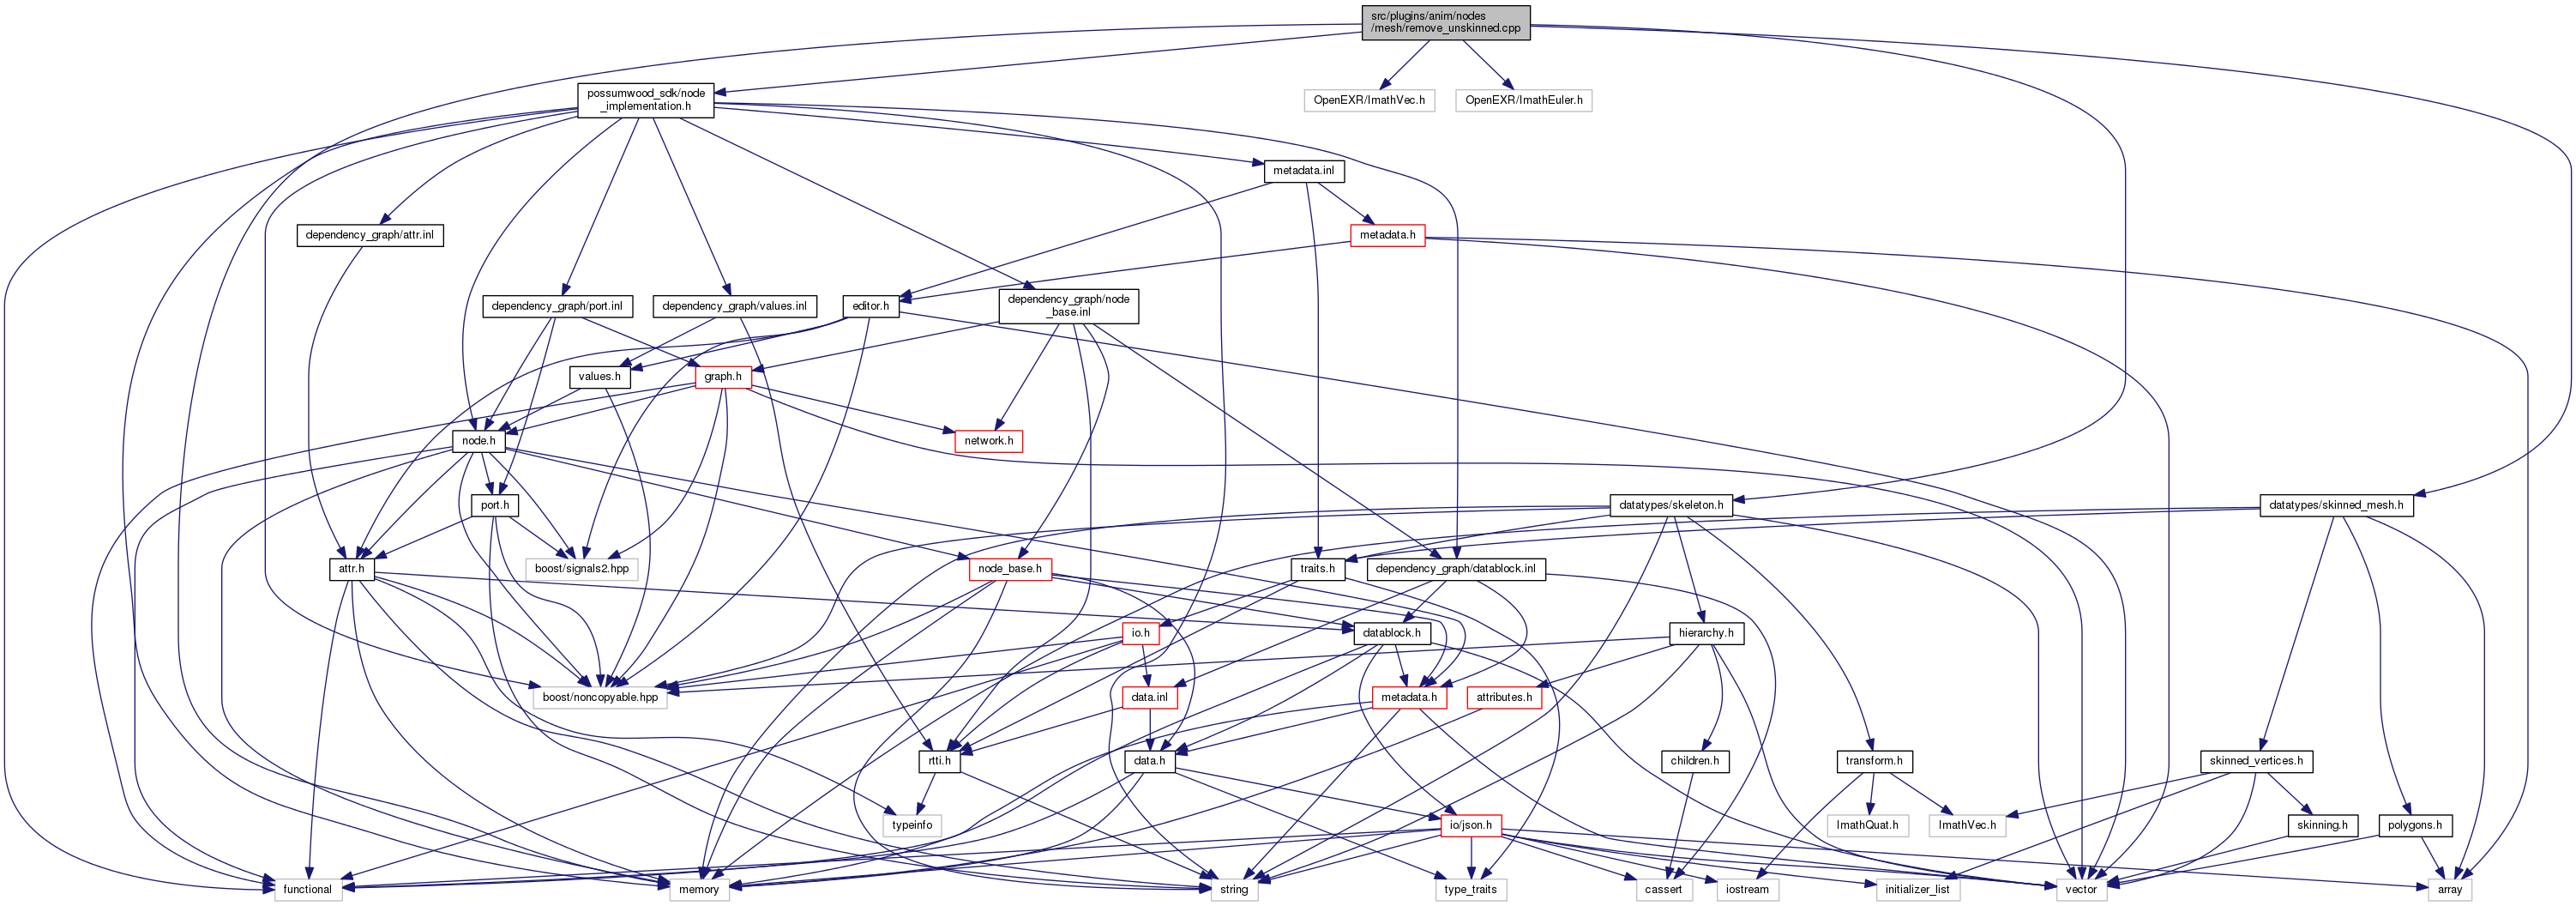 src/plugins/anim/nodes
/mesh/remove_unskinned.cpp
possumwood_sdk/node
_implementation.h
OpenEXR/ImathVec.h
OpenEXR/ImathEuler.h
metadata.inl
dependency_graph/attr.inl
metadata.h
dependency_graph/port.inl
dependency_graph/values.inl
editor.h
dependency_graph/node
_base.inl
values.h
graph.h
node.h
network.h
port.h
datatypes/skeleton.h
datatypes/skinned_mesh.h
attr.h
boost/signals2.hpp
node_base.h
traits.h
dependency_graph/datablock.inl
io.h
datablock.h
hierarchy.h
boost/noncopyable.hpp
data.inl
metadata.h
attributes.h
rtti.h
data.h
children.h
transform.h
skinned_vertices.h
typeinfo
io/json.h
ImathQuat.h
ImathVec.h
skinning.h
polygons.h
functional
memory
string
type_traits
cassert
iostream
initializer_list
vector
array